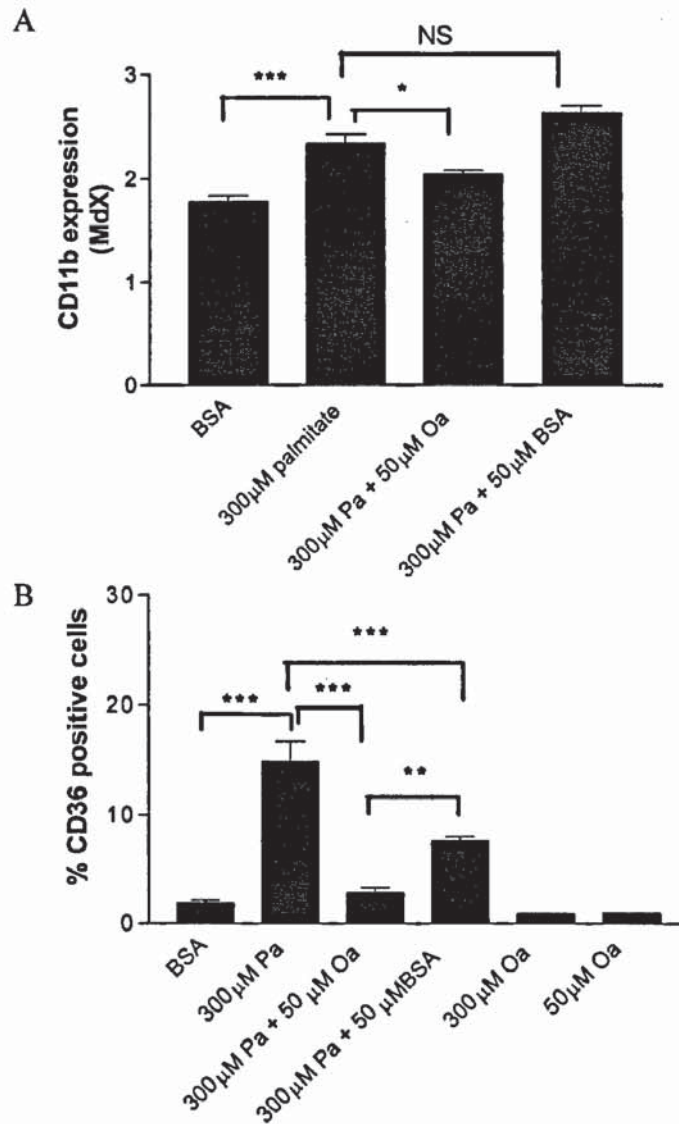 A
NS
***
*
3
2
1
0
CD11b expression
(MdX)
BSA
300µM palmitate
300µM Pa + 50µM Oa
300µM Pa + 50µM BSA
B
30
20
10
0
% CD36 positive cells
***
***
***
**
BSA
300µM Pa
300µM Pa + 50 µM Oa
300µM Pa + 50 µMBSA
300µM Oa
50µM Oa